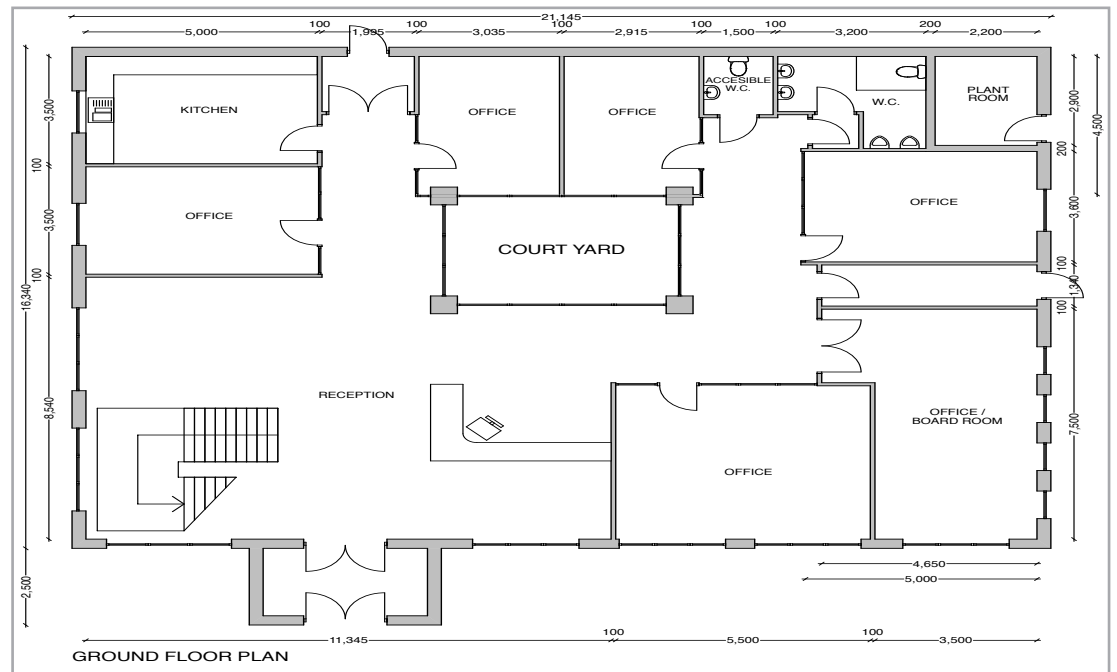 21,145
100 100 100 100 100 200
5,000 1,995 3,035 2,915 1,500 3,200 2,200
KITCHEN
OFFICE
OFFICE
ACCESIBLE
W.C.
W.C.
PLANT
ROOM
3,500
2,900
4,500
100
200
OFFICE
COURT YARD
OFFICE
3,500
3,600
100
100
16,340
1,340
100
RECEPTION
8,540
OFFICE /
BOARD ROOM
7,500
OFFICE
4,650
5,000
2,500
100 100
11,345 5,500 3,500
GROUND FLOOR PLAN